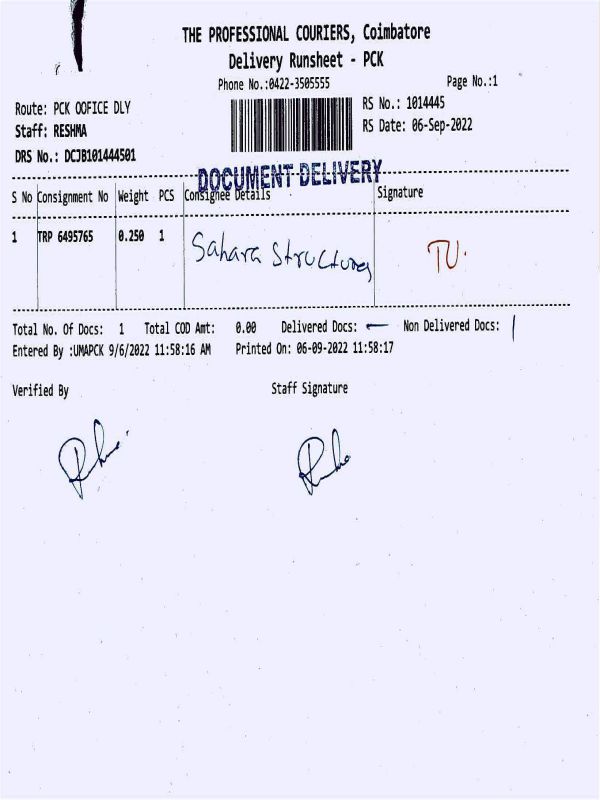 THE PROFESSIONAL COURIERS, Coimbatore
Delivery Runsheet - PCK
Phone No.:0422-3505555 Page No.:1
Route: PCK OOFICE DLY RS No.: 1014445
Staff: RESHMA RS Date: 06-Sep-2022
DRS No.: DCJB101444501
DOCUMENT DELIVERY
S No Consignment No Weight PCS Consignee Details Signature
1 TRP 6495765 0.250 1 Sahara Structures TU.
Total No. Of Docs: 1 Total COD Amt: 0.00 Delivered Docs: — Non Delivered Docs: |
Entered By :UMAPCK 9/6/2022 11:58:16 AM Printed On: 06-09-2022 11:58:17
Verified By Staff Signature